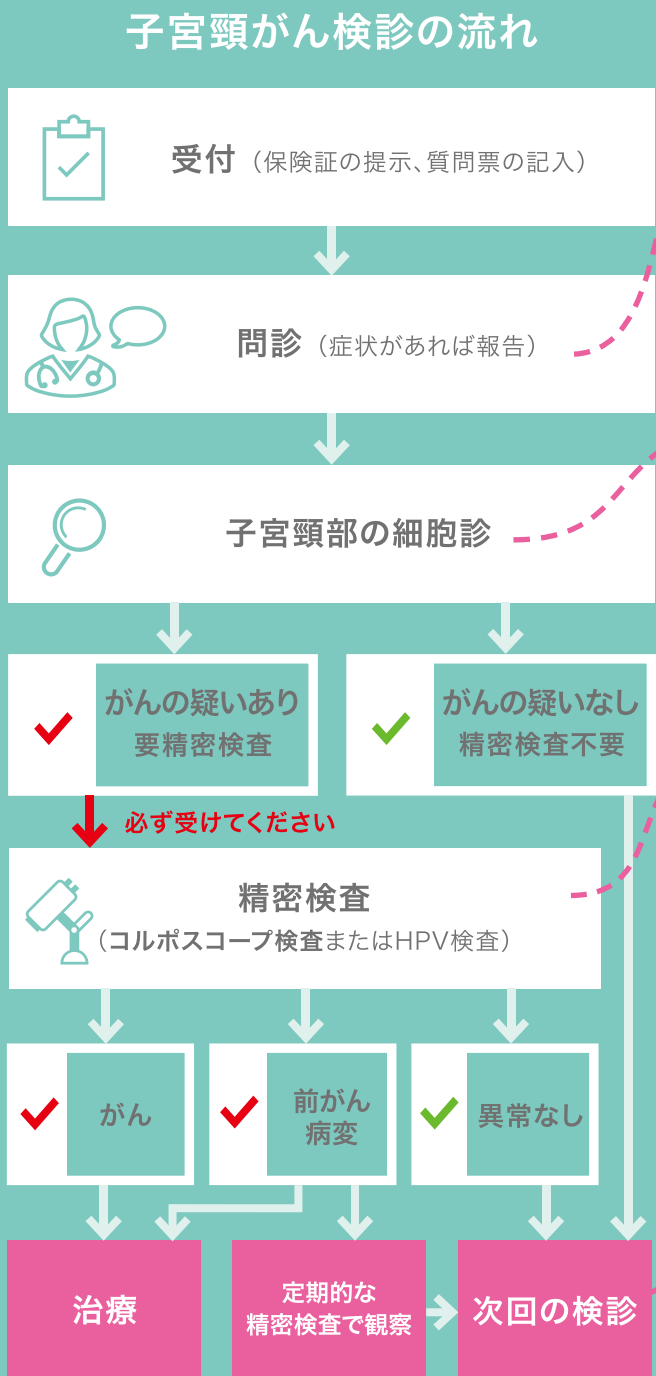 子宮頸がん検診の流れ
受付（保険証の提示、質問票の記入）
問診（症状があれば報告）
子宮頸部の細胞診
がんの疑いあり
要精密検査
がんの疑いなし
精密検査不要
必ず受けてください
精密検査
（コルポスコープ検査またはHPV検査）
がん
前がん
病変
異常なし
治療
定期的な
精密検査で観察
次回の検診